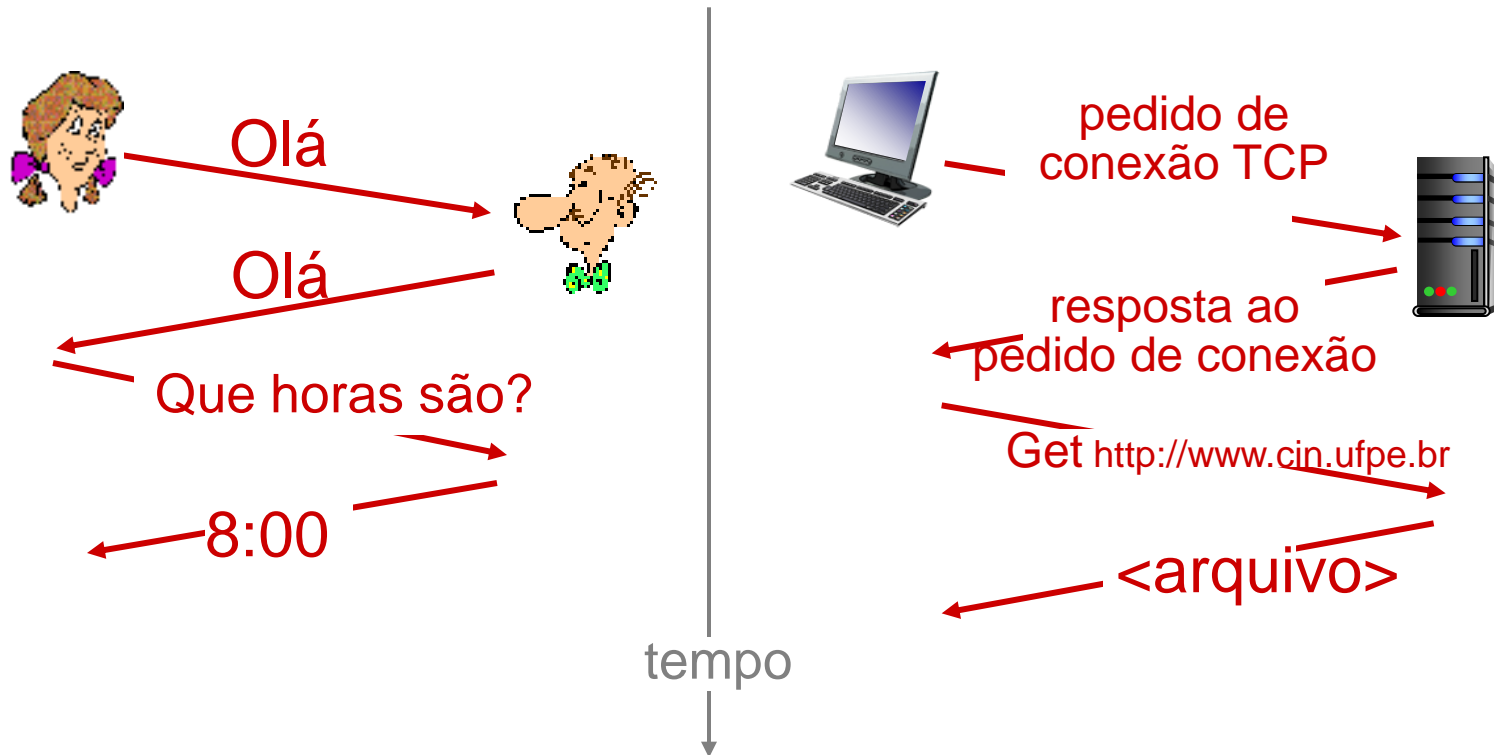 Olá
Olá
Que horas são?
8:00
pedido de
conexão TCP
resposta ao
pedido de conexão
Get http://www.cin.ufpe.br
<arquivo>
tempo